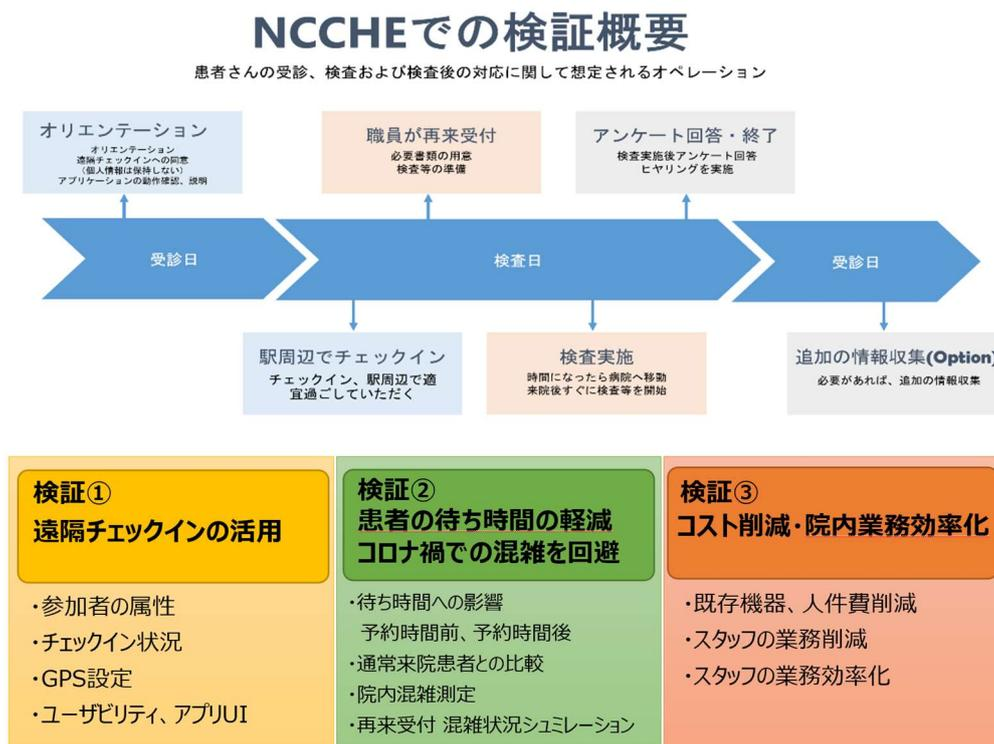 NCCHEでの検証概要
患者さんの受診、検査および検査後の対応に関して想定されるオペレーション
オリエンテーション
オリエンテーション
遠隔チェックインへの同意
(個人情報は保持しない)
アプリケーションの動作確認、説明
職員が再来受付
必要書類の用意
検査等の準備
アンケート回答・終了
検査実施後アンケート回答
ヒヤリングを実施
受診日
検査日
受診日
駅周辺でチェックイン
チェックイン、駅周辺で適
宜過ごしていただく
検査実施
時間になったら病院へ移動
来院後すぐに検査等を開始
追加の情報収集(Option)
必要があれば、追加の情報収集
検証①
遠隔チェックインの活用
・参加者の属性
・チェックイン状況
・GPS設定
・ユーザビリティ、アプリUI
検証②
患者の待ち時間の軽減
コロナ禍での混雑を回避
・待ち時間への影響
予約時間前、予約時間後
・通常来院患者との比較
・院内混雑測定
・再来受付 混雑状況シュミレーション
検証③
コスト削減・院内業務効率化
・既存機器、人件費削減
・スタッフの業務削減
・スタッフの業務効率化